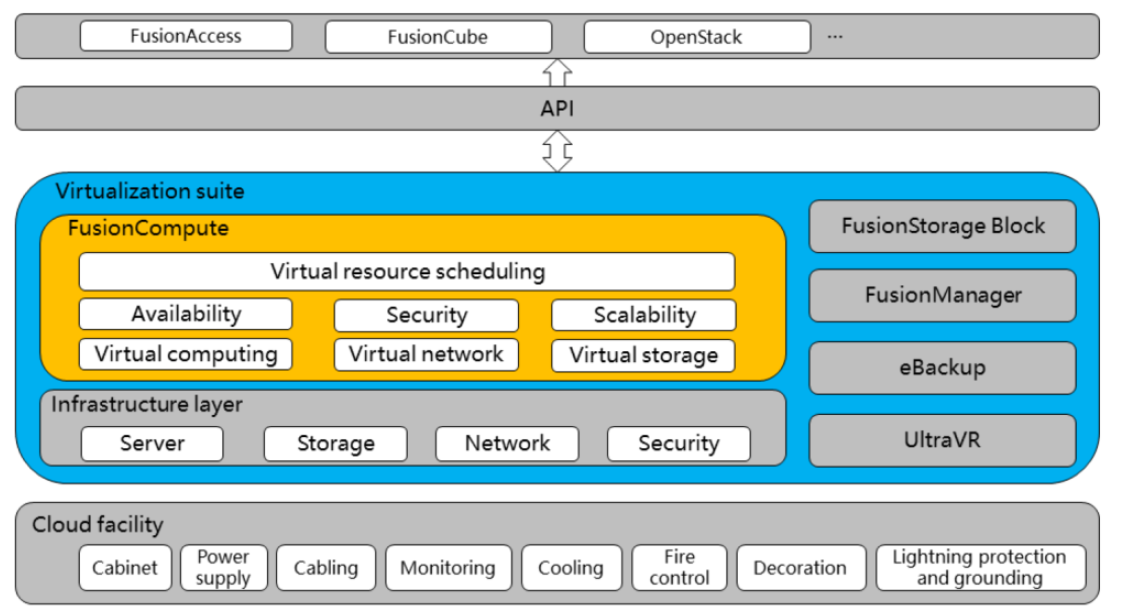 FusionAccess
FusionCube
OpenStack
...
API
Virtualization suite
FusionCompute
Virtual resource scheduling
Availability
Security
Scalability
Virtual computing
Virtual network
Virtual storage
Infrastructure layer
Server
Storage
Network
Security
FusionStorage Block
FusionManager
eBackup
UltraVR
Cloud facility
Cabinet
Power
supply
Cabling
Monitoring
Cooling
Fire
control
Decoration
Lightning protection
and grounding